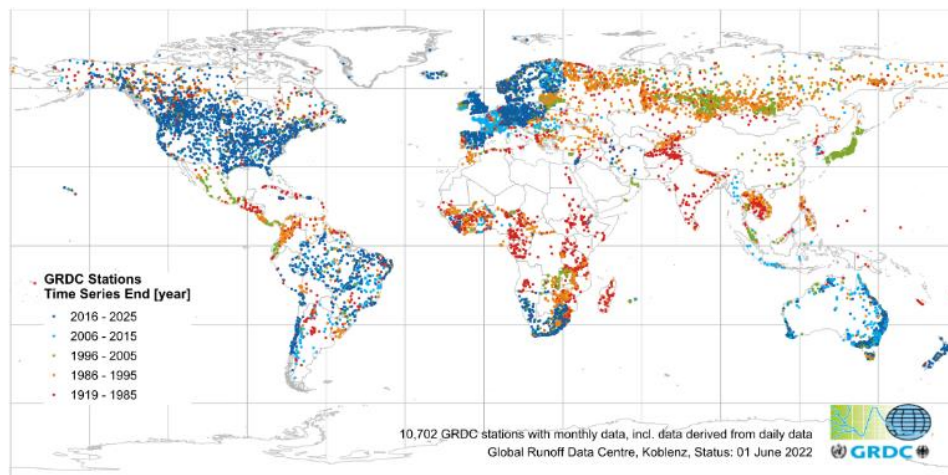 GRDC Stations
Time Series End [year]
2016 - 2025
2006 - 2015
1996 - 2005
1986 - 1995
1919 - 1985
10,702 GRDC stations with monthly data, incl. data derived from daily data
Global Runoff Data Centre, Koblenz, Status: 01 June 2022
GRDC